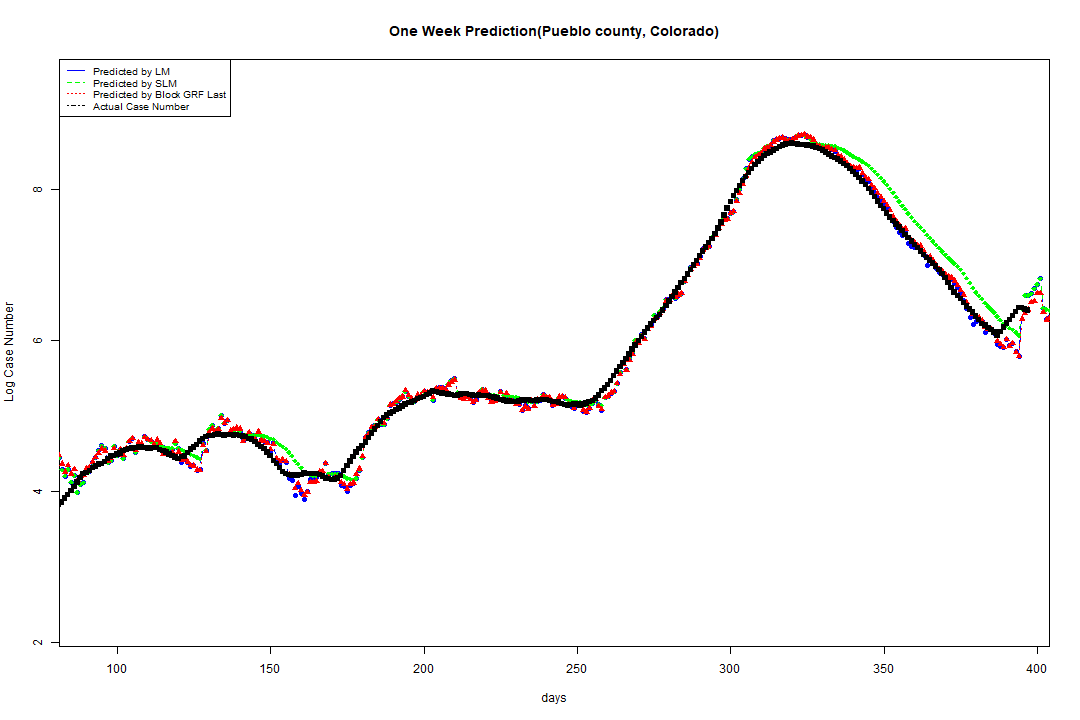 One Week Prediction(Pueblo county, Colorado)
Predicted by LM
Predicted by SLM
Predicted by Block GRF Last
Actual Case Number
Log Case Number
8
6
4
2
100 150 200 250 300 350 400
days